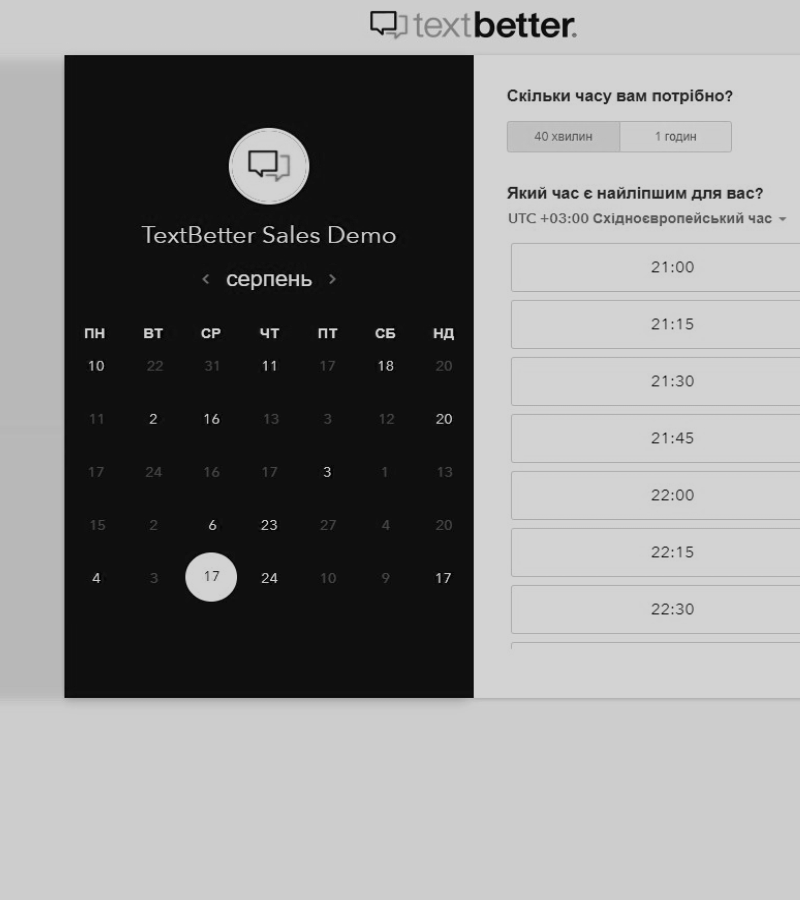 textbetter.
TextBetter Sales Demo
серпень
ПН ВТ СР ЧТ ПТ СБ НД
10 22 31 11 17 18 20
11 2 16 13 3 12 20
17 24 16 17 3 1 13
15 2 6 23 27 4 20
4 3 17 24 10 9 17
Скільки часу вам потрібно?
40 хвилин 1 годин
Який час є найліпшим для вас?
UTC +03:00 Східноєвропейський час
21:00
21:15
21:30
21:45
22:00
22:15
22:30